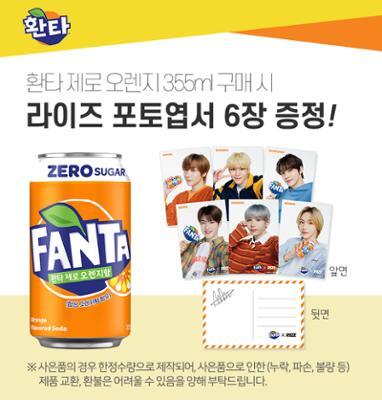 환타
환타 제로 오렌지 355ml 구매 시
라이즈 포토엽서 6장 증정!
ZERO SUGAR
FANTA
환타 제로 오렌지향
Orange
flavored Soda
앞면
뒷면
※ 사은품의 경우 한정수량으로 제작되어, 사은품으로 인한 (누락, 파손, 불량 등)
제품 교환, 환불은 어려울 수 있음을 양해 부탁드립니다.